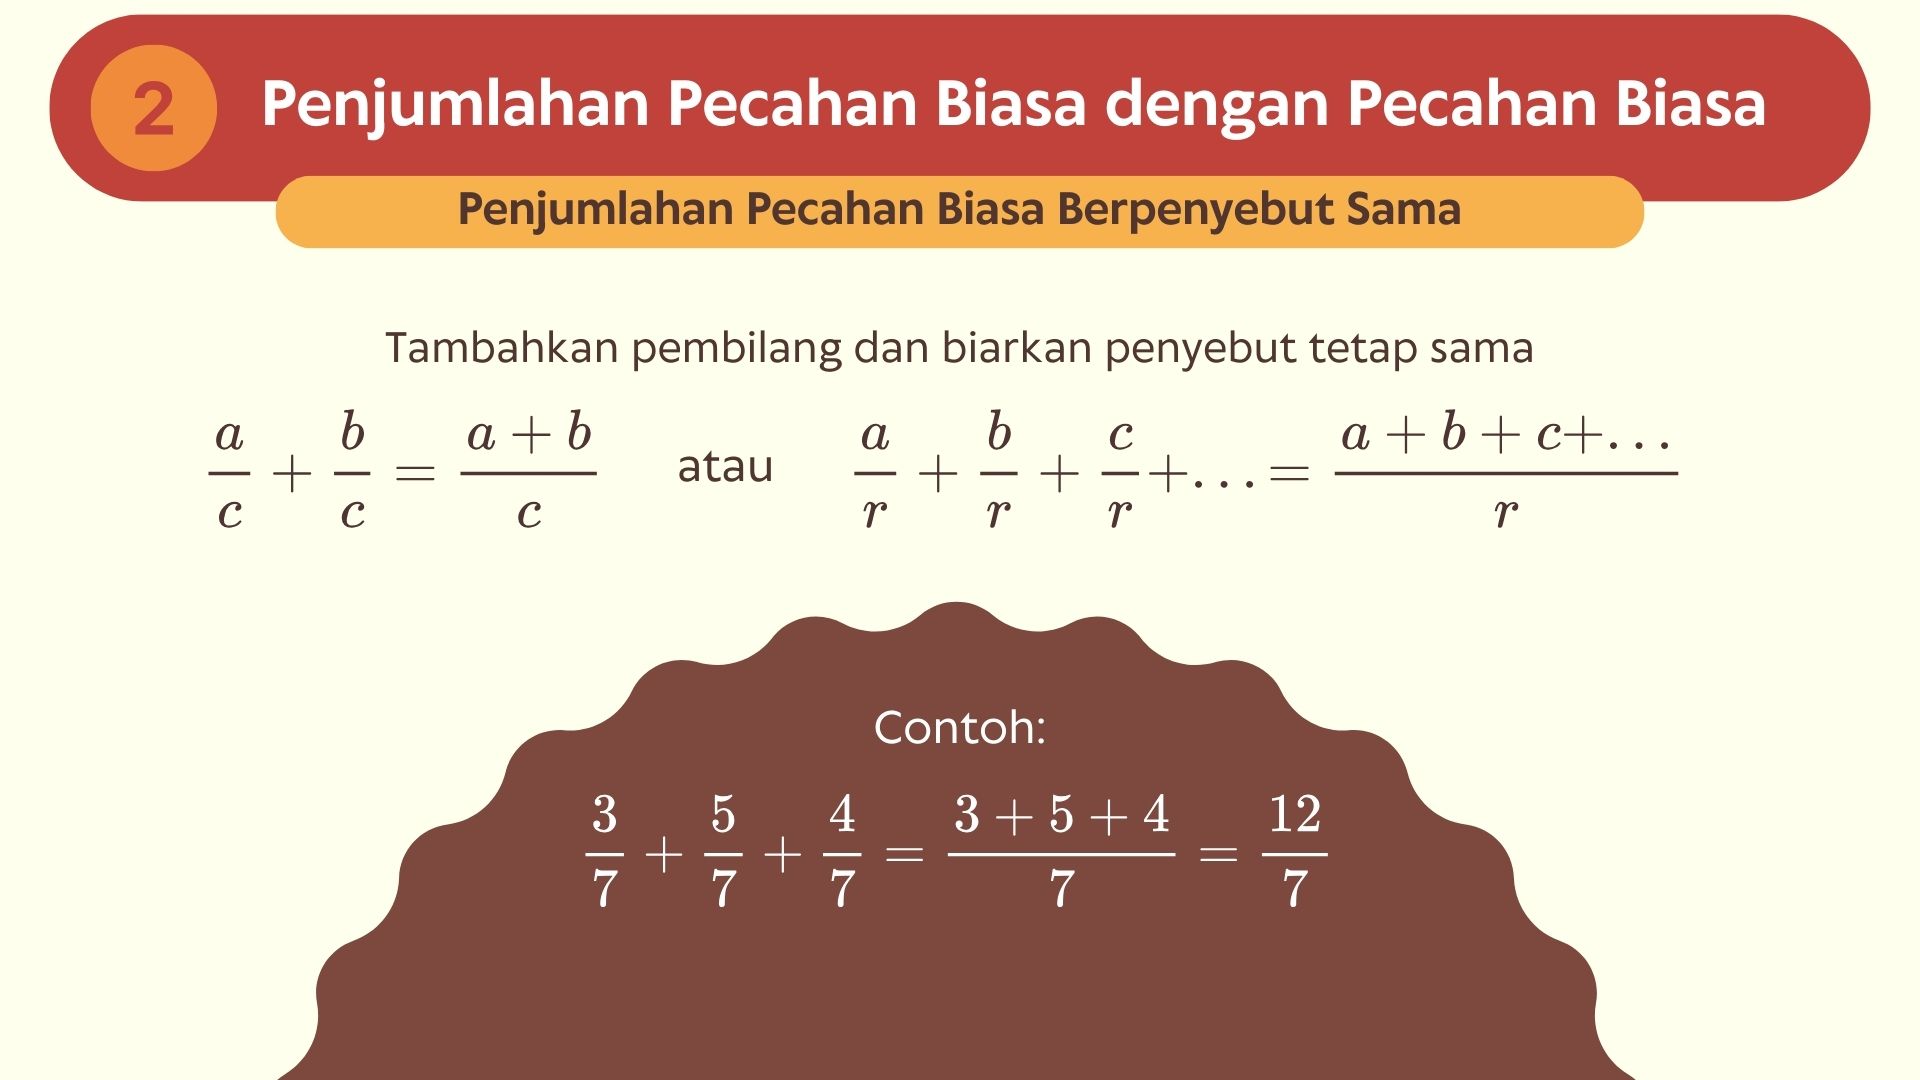 2
Penjumlahan Pecahan Biasa dengan Pecahan Biasa
Penjumlahan Pecahan Biasa Berpenyebut Sama
Tambahkan pembilang dan biarkan penyebut tetap sama
a/c + b/c = (a + b)/c atau a/r + b/r + c/r +... = (a + b + c+...)/r
Contoh:
3/7 + 5/7 + 4/7 = (3 + 5 + 4)/7 = 12/7